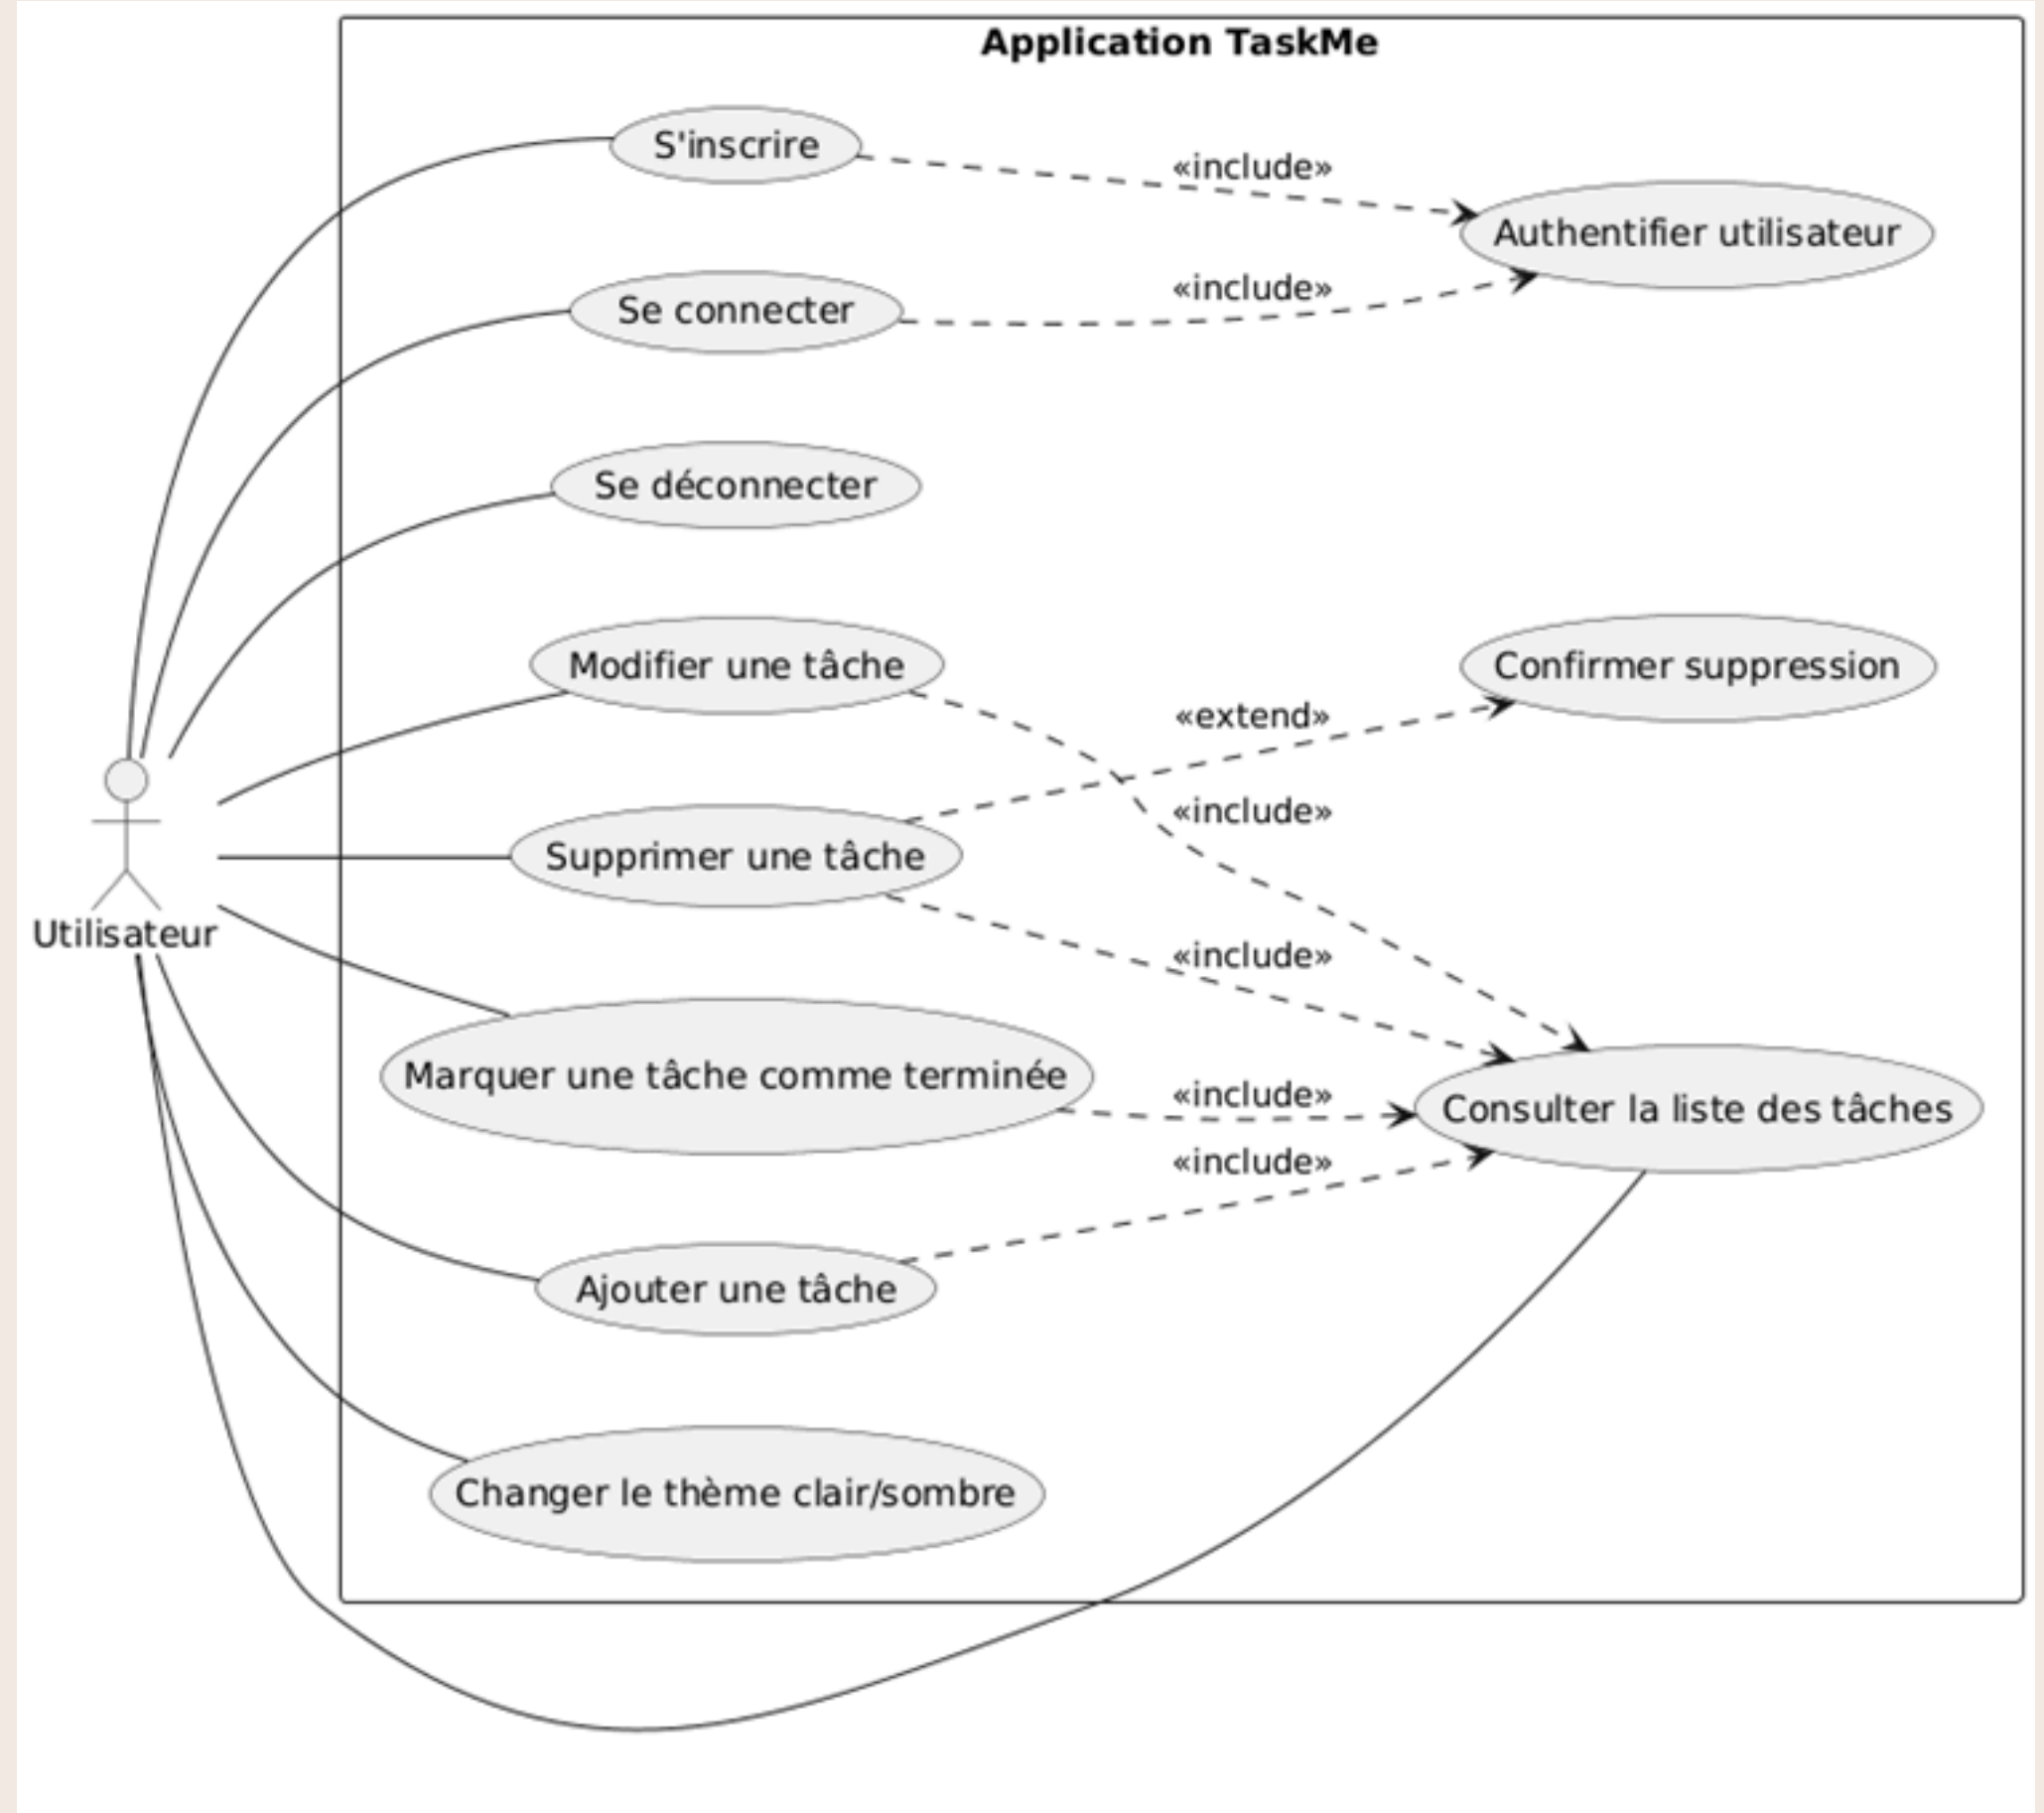 Application TaskMe
S'inscrire
«include»
Authentifier utilisateur
Se connecter
«include»
Se déconnecter
Modifier une tâche
Confirmer suppression
«extend»
«include»
Supprimer une tâche
Utilisateur
«include»
Marquer une tâche comme terminée
«include»
Consulter la liste des tâches
«include»
Ajouter une tâche
Changer le thème clair/sombre